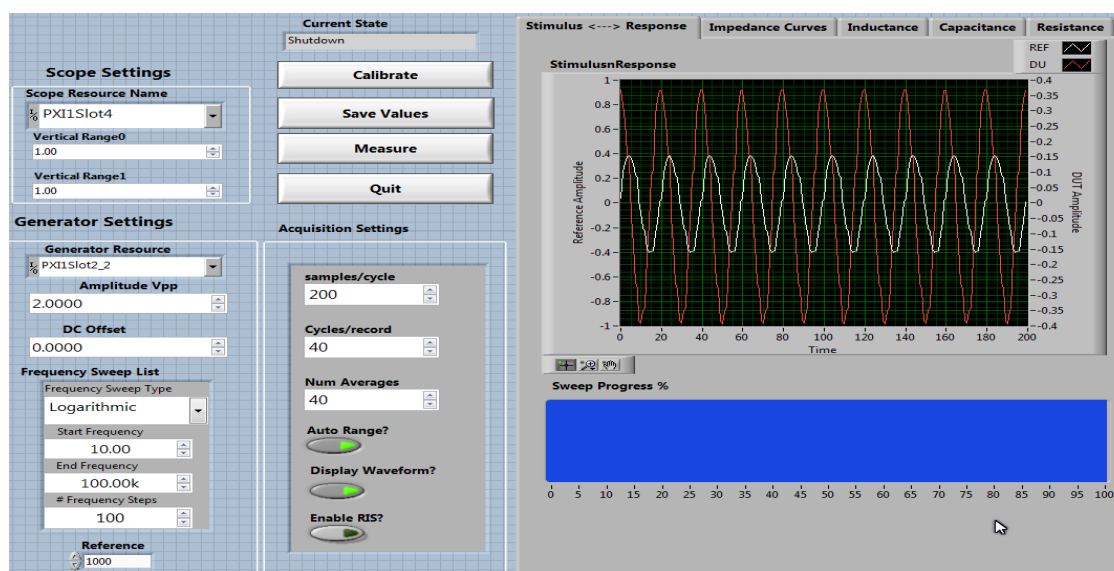 Current State
Shutdown
Scope Settings
Scope Resource Name
PXI1Slot4
Vertical Range0
1.00
Vertical Range1
1.00
Calibrate
Save Values
Measure
Quit
Generator Settings
Generator Resource
PXI1Slot2_2
Amplitude Vpp
2.0000
DC Offset
0.0000
Frequency Sweep List
Frequency Sweep Type
Logarithmic
Start Frequency
10.00
End Frequency
100.00k
# Frequency Steps
100
Reference
1000
Acquisition Settings
samples/cycle
200
Cycles/record
40
Num Averages
40
Auto Range?
Display Waveform?
Enable RIS?
Stimulus <---> Response
Impedance Curves
Inductance
Capacitance
Resistance
REF
DU
StimulusnResponse
Reference Amplitude
1
0.8
0.6
0.4
0.2
0
-0.2
-0.4
-0.6
-0.8
-1
0 20 40 60 80 100 120 140 160 180 200
Time
-0.4
-0.35
-0.3
-0.25
-0.2
-0.15
-0.1
-0.05
-0
--0.05
--0.1
--0.15
--0.2
--0.25
--0.3
--0.35
--0.4
DUT Amplitude
Sweep Progress %
0 5 10 15 20 25 30 35 40 45 50 55 60 65 70 75 80 85 90 95 100